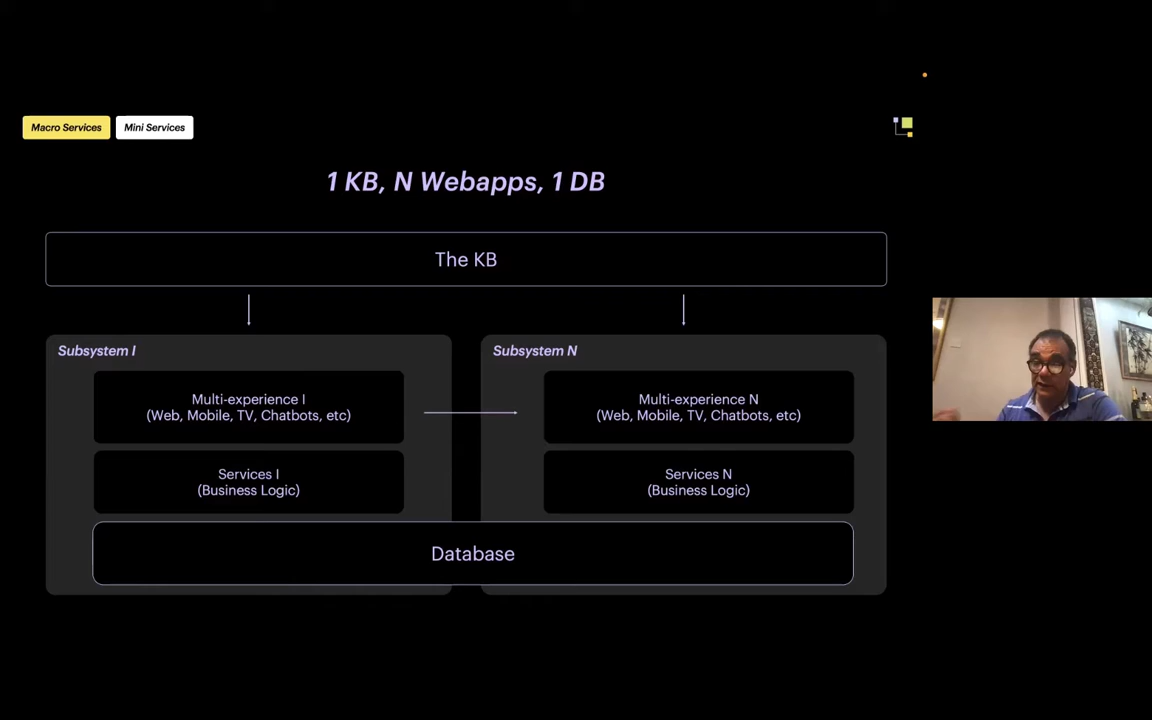 Macro Services
Mini Services
1 KB, N Webapps, 1 DB
The KB
Subsystem I
Subsystem N
Multi-experience I
(Web, Mobile, TV, Chatbots, etc)
Multi-experience N
(Web, Mobile, TV, Chatbots, etc)
Services I
(Business Logic)
Services N
(Business Logic)
Database